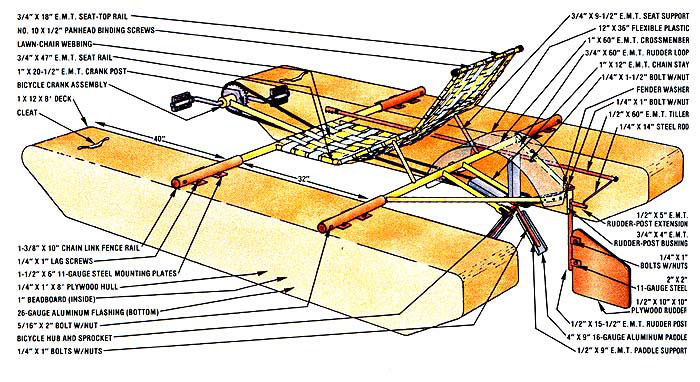 3/4" X 18" E.M.T. SEAT-TOP RAIL
NO. 10 X 1/2" PANHEAD BINDING SCREWS
LAWN-CHAIR WEBBING
3/4" X 47" E.M.T. SEAT RAIL
1" X 20-1/2" E.M.T. CRANK POST
BICYCLE CRANK ASSEMBLY
1 X 12 X 8' DECK
CLEAT
40"
32"
1-3/8" X 10" CHAIN LINK FENCE RAIL
1/4" X 1" LAG SCREWS
1-1/2" X 6" 11-GAUGE STEEL MOUNTING PLATES
1/4" X 1' X 8' PLYWOOD HULL
1" BEADBOARD (INSIDE)
26-GAUGE ALUMINUM FLASHING (BOTTOM)
5/16" X 2" BOLT W/NUT
BICYCLE HUB AND SPROCKET
1/4" X 1" BOLTS W/NUTS
3/4" X 9-1/2" E.M.T. SEAT SUPPORT
12" X 36" FLEXIBLE PLASTIC
1" X 60" E.M.T. CROSSMEMBER
3/4" X 60" E.M.T. RUDDER LOOP
1" X 12" E.M.T. CHAIN STAY
1/4" X 1-1/2" BOLT W/NUT
FENDER WASHER
1/4" X 1" BOLT W/NUT
1/2" X 60" E.M.T. TILLER
1/4" X 14" STEEL ROD
1/2" X 5" E.M.T.
RUDDER-POST EXTENSION
3/4" X 4" E.M.T.
RUDDER-POST BUSHING
1/4" X 1"
BOLTS W/NUTS
2" X 2"
11-GAUGE STEEL
1/2" X 10" X 10"
PLYWOOD RUDDER
1/2" X 15-1/2" E.M.T. RUDDER POST
4" X 9" 16-GAUGE ALUMINUM PADDLE
1/2" X 9" E.M.T. PADDLE SUPPORT